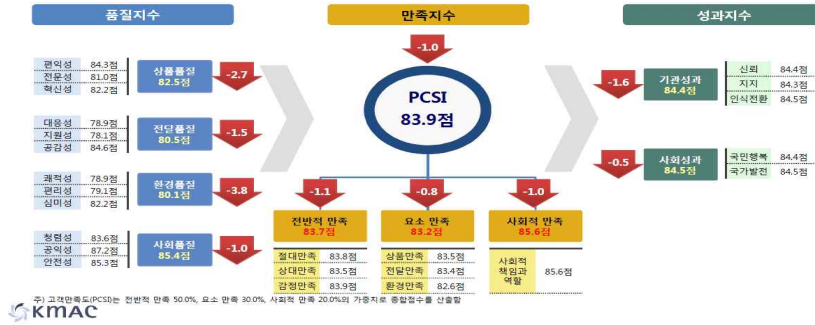 품질지수
만족지수
성과지수
편익성 84.3점
전문성 81.0점
혁신성 82.2점
상품품질
82.5점
-2.7
대응성 78.9점
지원성 78.1점
공감성 84.6점
전달품질
80.5점
-1.5
쾌적성 78.9점
편리성 79.1점
심미성 82.2점
환경품질
80.1점
-3.8
청렴성 83.6점
공익성 87.2점
안전성 85.3점
사회품질
85.4점
-1.0
-1.0
PCSI
83.9점
-1.1
전반적 만족
83.7점
절대만족 83.8점
상대만족 83.5점
감정만족 83.9점
-0.8
요소 만족
83.2점
상품만족 83.5점
전달만족 83.4점
환경만족 82.6점
-1.0
사회적 만족
85.6점
사회적
책임과
역할
85.6점
-1.6
기관성과
84.4점
신뢰 84.4점
지지 84.3점
인식전환 84.5점
-0.5
사회성과
84.5점
국민행복 84.4점
국가발전 84.5점
주) 고객만족도(PCSI)는 전반적 만족 50.0%, 요소 만족 30.0%, 사회적 만족 20.0%의 가중치로 종합점수를 산출함
KMAC